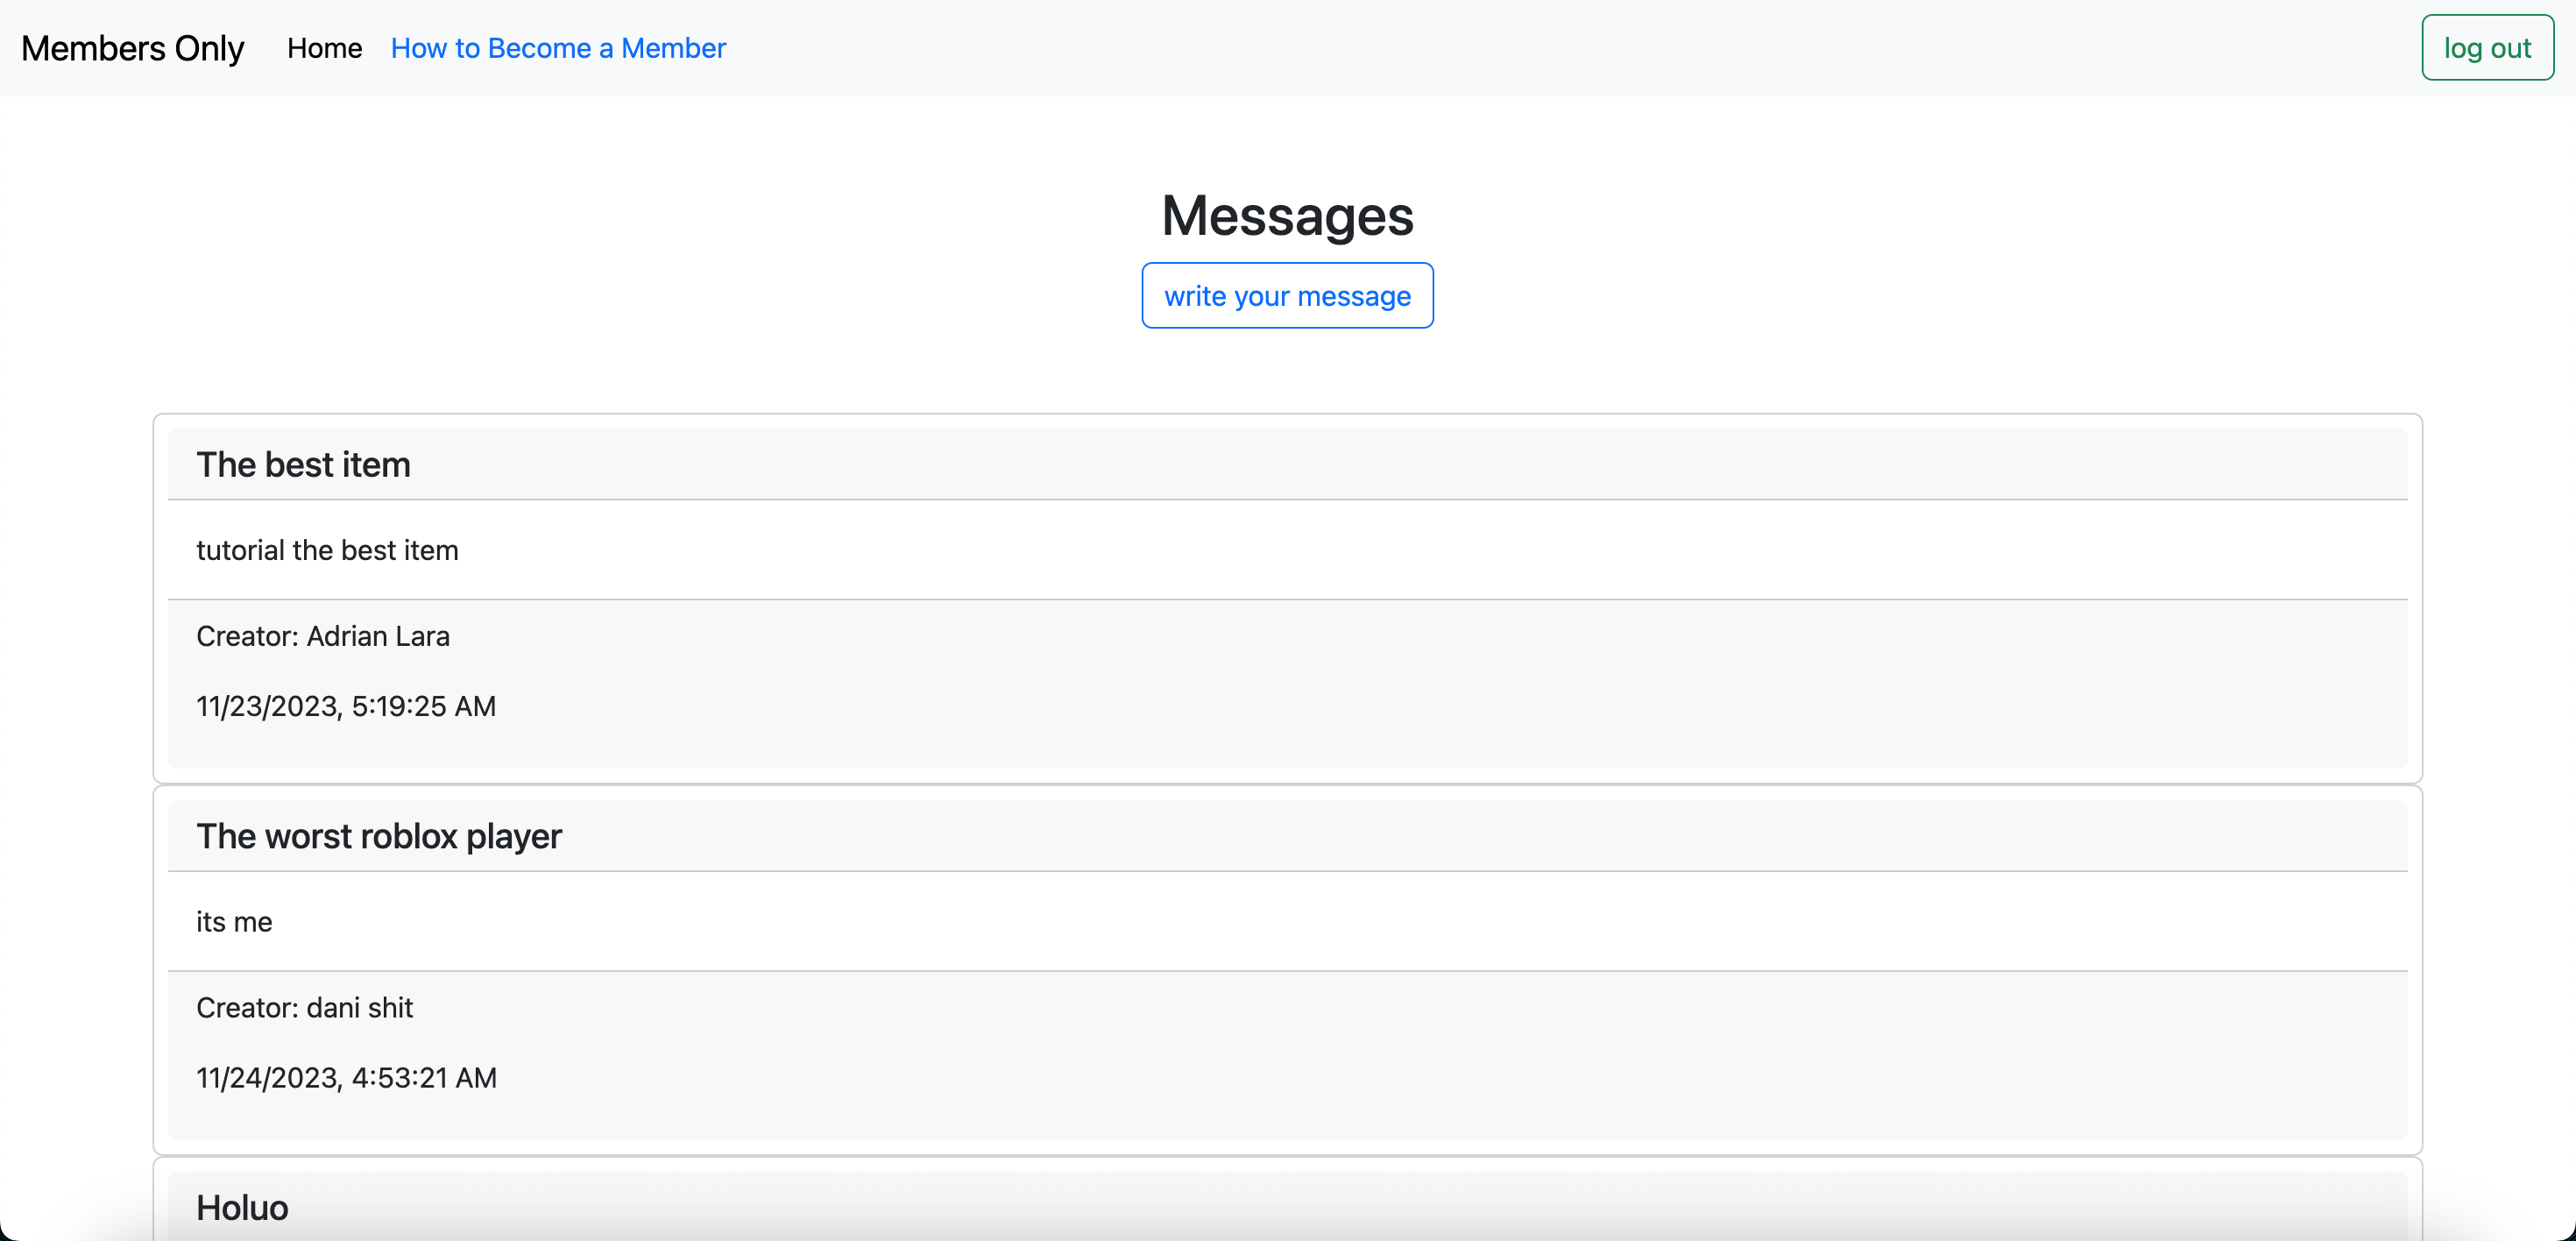 Members Only Home How to Become a Member log out
Messages
write your message
The best item
tutorial the best item
Creator: Adrian Lara
11/23/2023, 5:19:25 AM
The worst roblox player
its me
Creator: dani shit
11/24/2023, 4:53:21 AM
Holuo